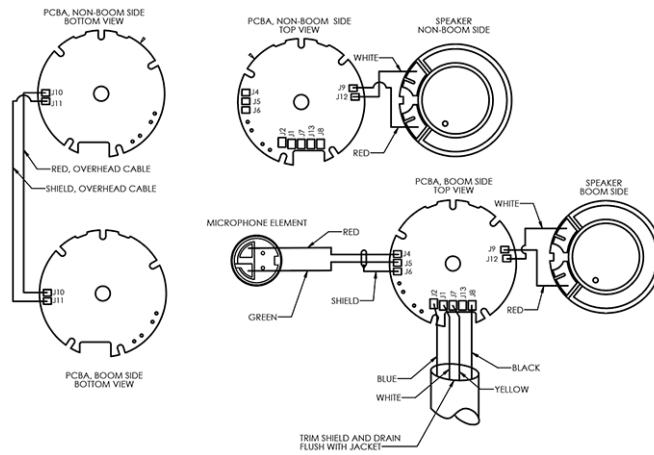 PCBA, NON-BOOM SIDE
BOTTOM VIEW
J10
J11
RED, OVERHEAD CABLE
SHIELD, OVERHEAD CABLE
J10
J11
PCBA, BOOM SIDE
BOTTOM VIEW
PCBA, NON-BOOM SIDE
TOP VIEW
J4
J5
J6
J2
J1
J7
J13
J8
J9
J12
WHITE
RED
SPEAKER
NON-BOOM SIDE
PCBA, BOOM SIDE
TOP VIEW
MICROPHONE ELEMENT
RED
GREEN
SHIELD
J4
J5
J6
J2
J1
J7
J13
J8
J9
J12
WHITE
RED
SPEAKER
BOOM SIDE
BLUE
WHITE
BLACK
YELLOW
TRIM SHIELD AND DRAIN
FLUSH WITH JACKET